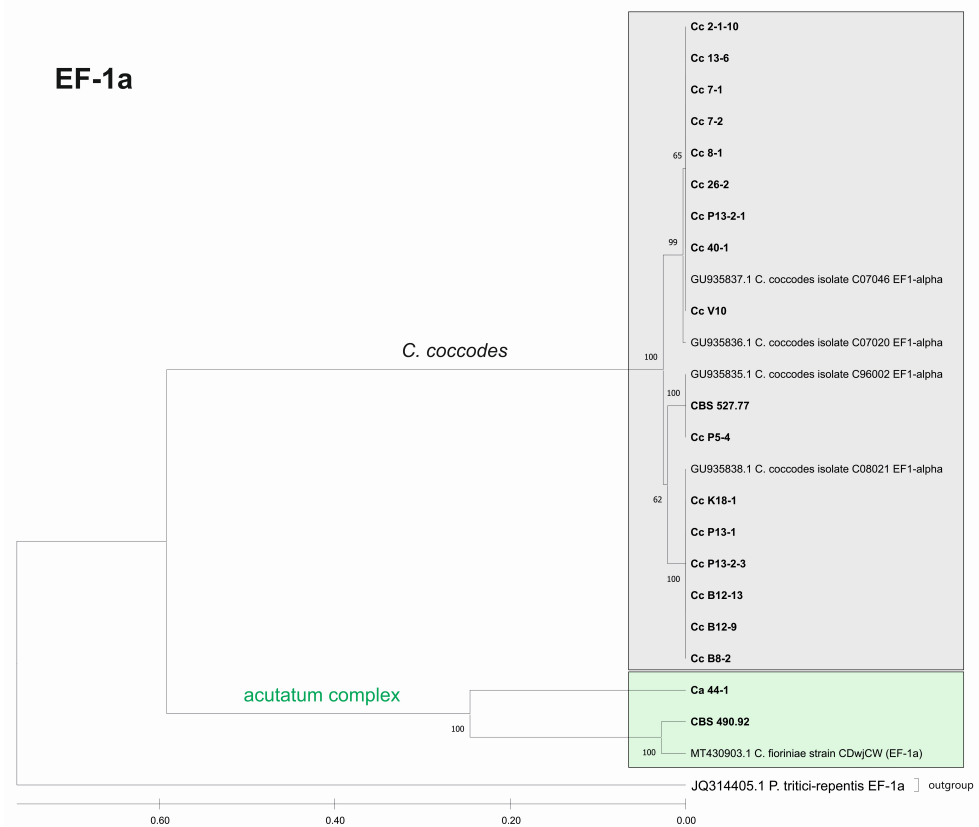 EF-1a
Cc 2-1-10
Cc 13-6
Cc 7-1
Cc 7-2
65
Cc 8-1
Cc 26-2
Cc P13-2-1
99
Cc 40-1
GU935837.1 C. coccodes isolate C07046 EF1-alpha
Cc V10
GU935836.1 C. coccodes isolate C07020 EF1-alpha
C. coccodes
100
GU935835.1 C. coccodes isolate C96002 EF1-alpha
100
CBS 527.77
Cc P5-4
GU935838.1 C. coccodes isolate C08021 EF1-alpha
62
Cc K18-1
Cc P13-1
Cc P13-2-3
100
Cc B12-13
Cc B12-9
Cc B8-2
acutatum complex
Ca 44-1
100
CBS 490.92
100
MT430903.1 C. fioriniae strain CDwjCW (EF-1a)
JQ314405.1 P. tritici-repentis EF-1a
outgroup
0.60 0.40 0.20 0.00